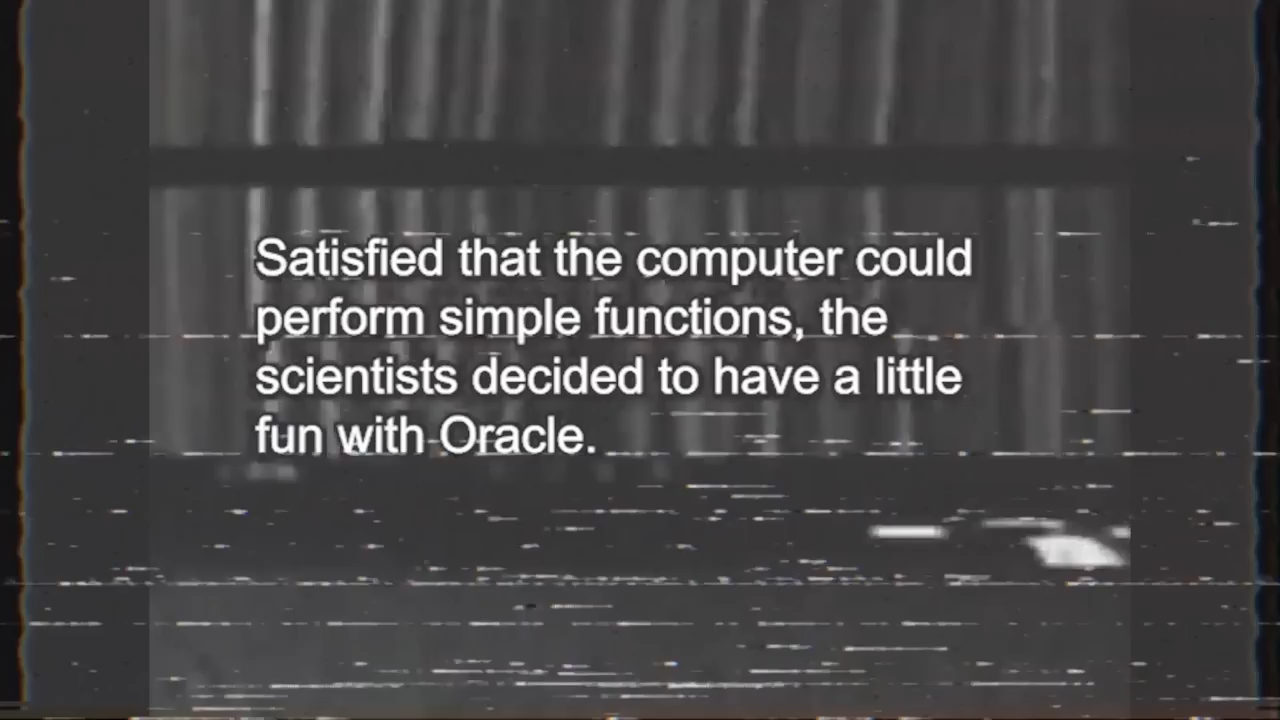 Satisfied that the computer could
perform simple functions, the
scientists decided to have a little
fun with Oracle.